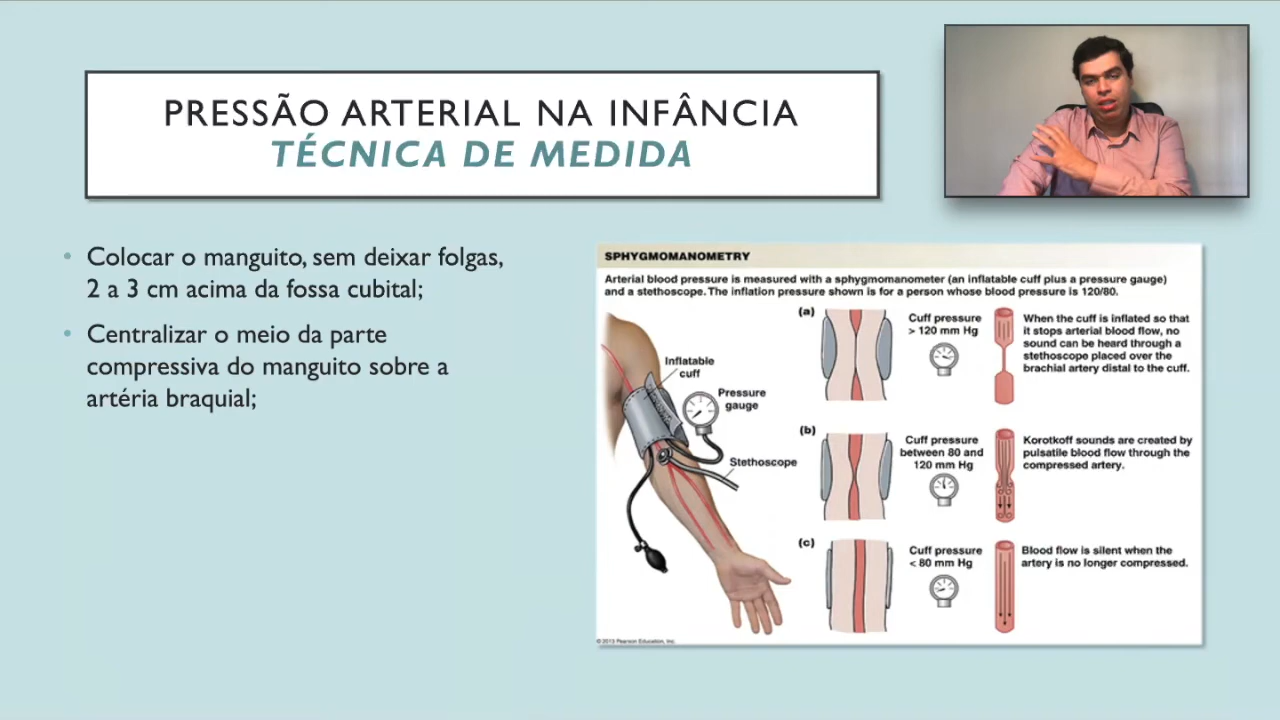 PRESSÃO ARTERIAL NA INFÂNCIA
TÉCNICA DE MEDIDA
• Colocar o manguito, sem deixar folgas,
2 a 3 cm acima da fossa cubital;
• Centralizar o meio da parte
compressiva do manguito sobre a
artéria braquial;
SPHYGMOMANOMETRY
Arterial blood pressure is measured with a sphygmomanometer (an inflatable cuff plus a pressure gauge)
and a stethoscope. The inflation pressure shown is for a person whose blood pressure is 120/80.
Inflatable
cuff
Pressure
gauge
Stethoscope
(a)
Cuff pressure
> 120 mm Hg
When the cuff is inflated so that
it stops arterial blood flow, no
sound can be heard through a
stethoscope placed over the
brachial artery distal to the cuff.
(b)
Cuff pressure
between 80 and
120 mm Hg
Korotkoff sounds are created by
pulsatile blood flow through the
compressed artery.
(c)
Cuff pressure
< 80 mm Hg
Blood flow is silent when the
artery is no longer compressed.
© 2013 Pearson Education, Inc.